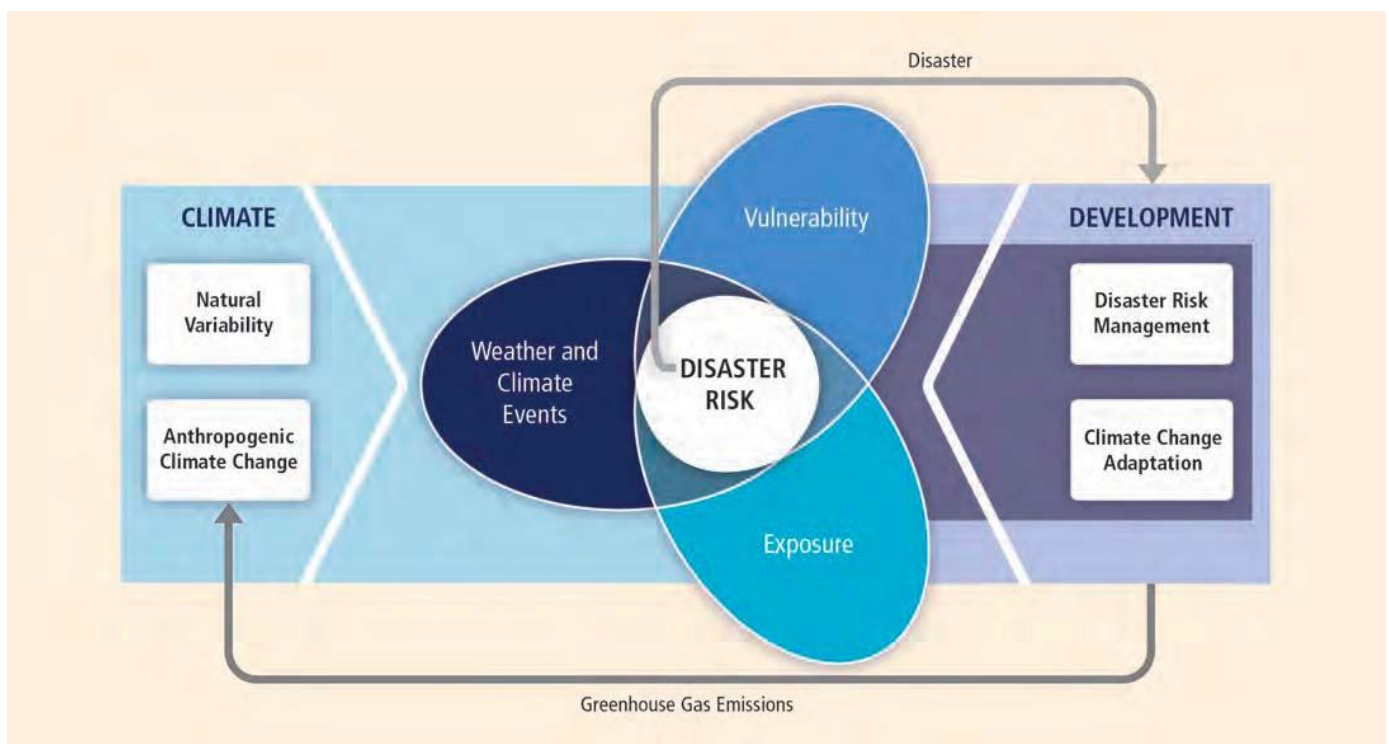 Disaster
CLIMATE
Natural
Variability
Anthropogenic
Climate Change
Vulnerability
Weather and
Climate
Events
DISASTER
RISK
Exposure
DEVELOPMENT
Disaster Risk
Management
Climate Change
Adaptation
Greenhouse Gas Emissions